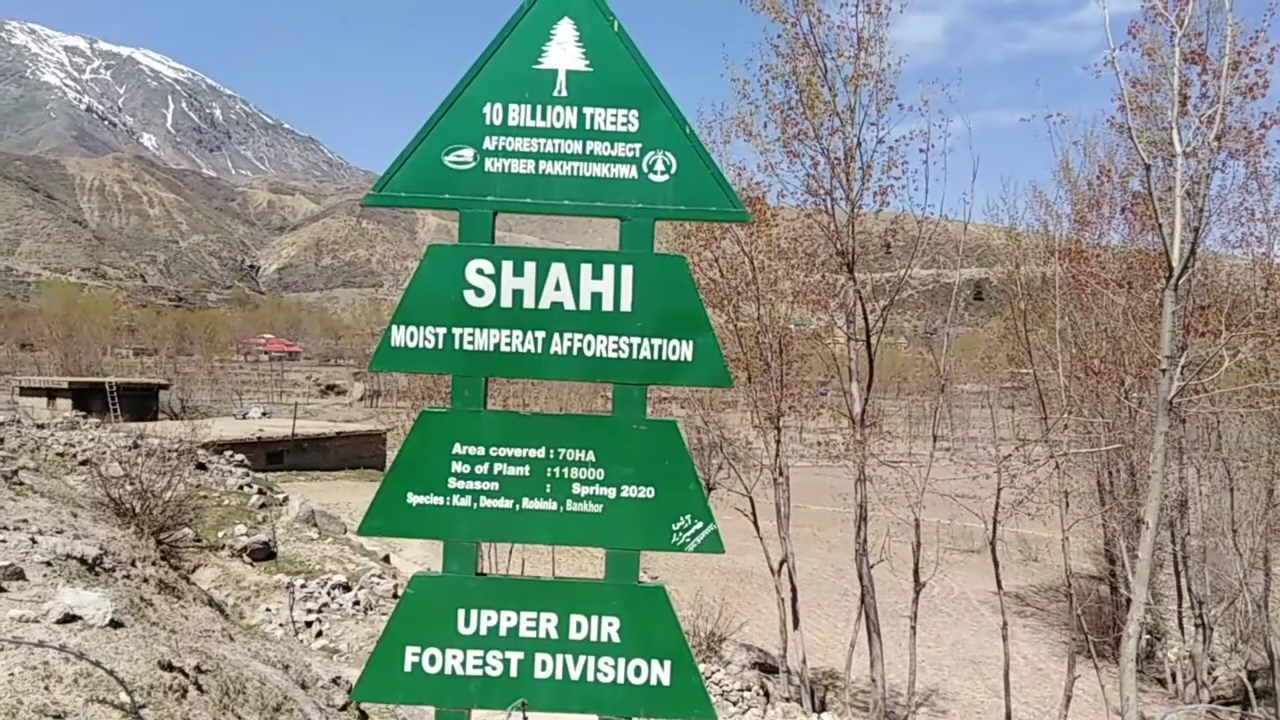 10 BILLION TREES
AFFORESTATION PROJECT
KHYBER PAKHTIUNKHWA
SHAHI
MOIST TEMPERAT AFFORESTATION
Area covered : 70HA
No of Plant : 118000
Season : Spring 2020
Species : Kail , Deodar , Robinia , Bankhor
UPPER DIR
FOREST DIVISION